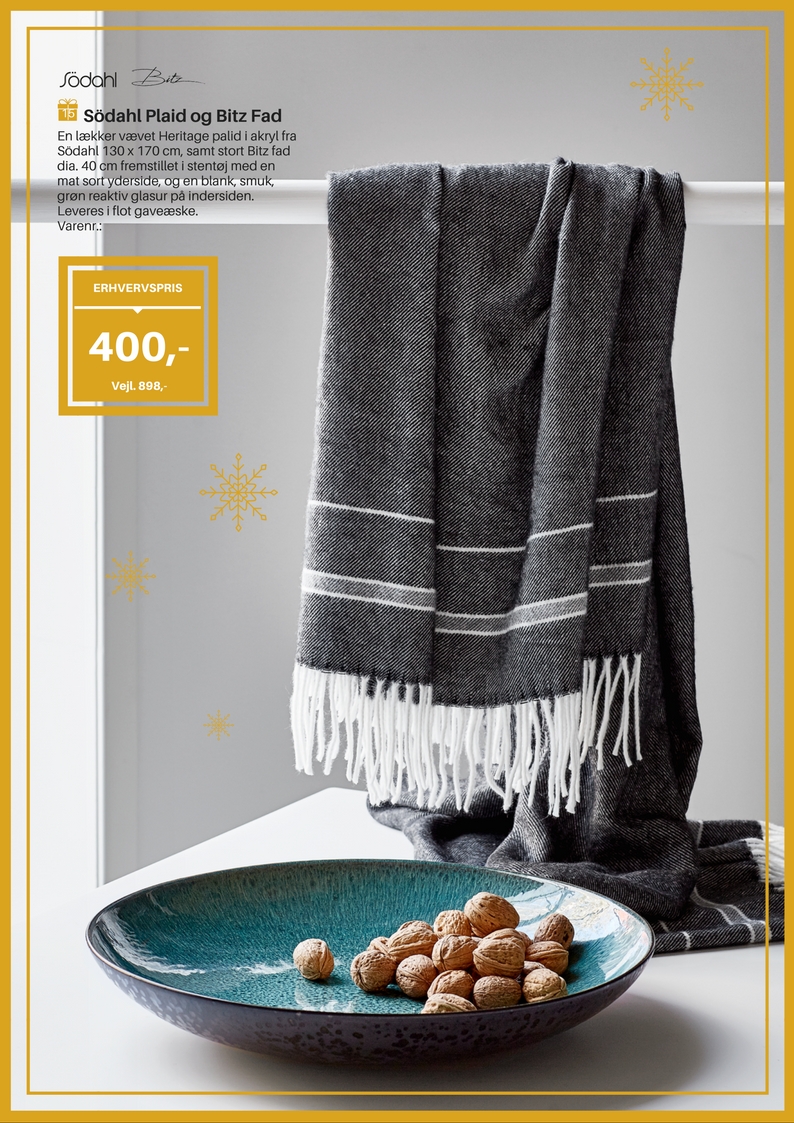 Södahl Bitz
15 Södahl Plaid og Bitz Fad
En lækker vævet Heritage palid i akryl fra
Södahl 130 x 170 cm, samt stort Bitz fad
dia. 40 cm fremstillet i stentøj med en
mat sort yderside, og en blank, smuk,
grøn reaktiv glasur på indersiden.
Leveres i flot gaveæske.
Varenr.:
ERHVERVSPRIS
400,-
Vejl. 898,-